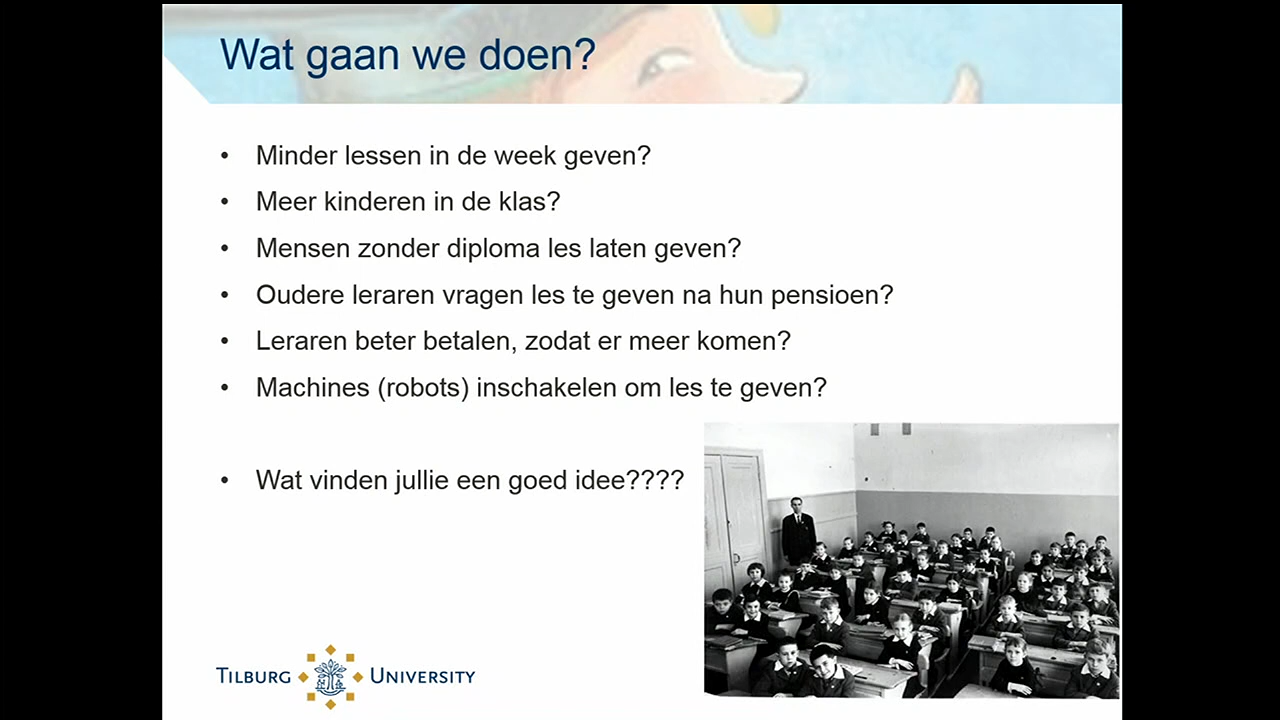 Wat gaan we doen?
• Minder lessen in de week geven?
• Meer kinderen in de klas?
• Mensen zonder diploma les laten geven?
• Oudere leraren vragen les te geven na hun pensioen?
• Leraren beter betalen, zodat er meer komen?
• Machines (robots) inschakelen om les te geven?
• Wat vinden jullie een goed idee????
TILBURG UNIVERSITY